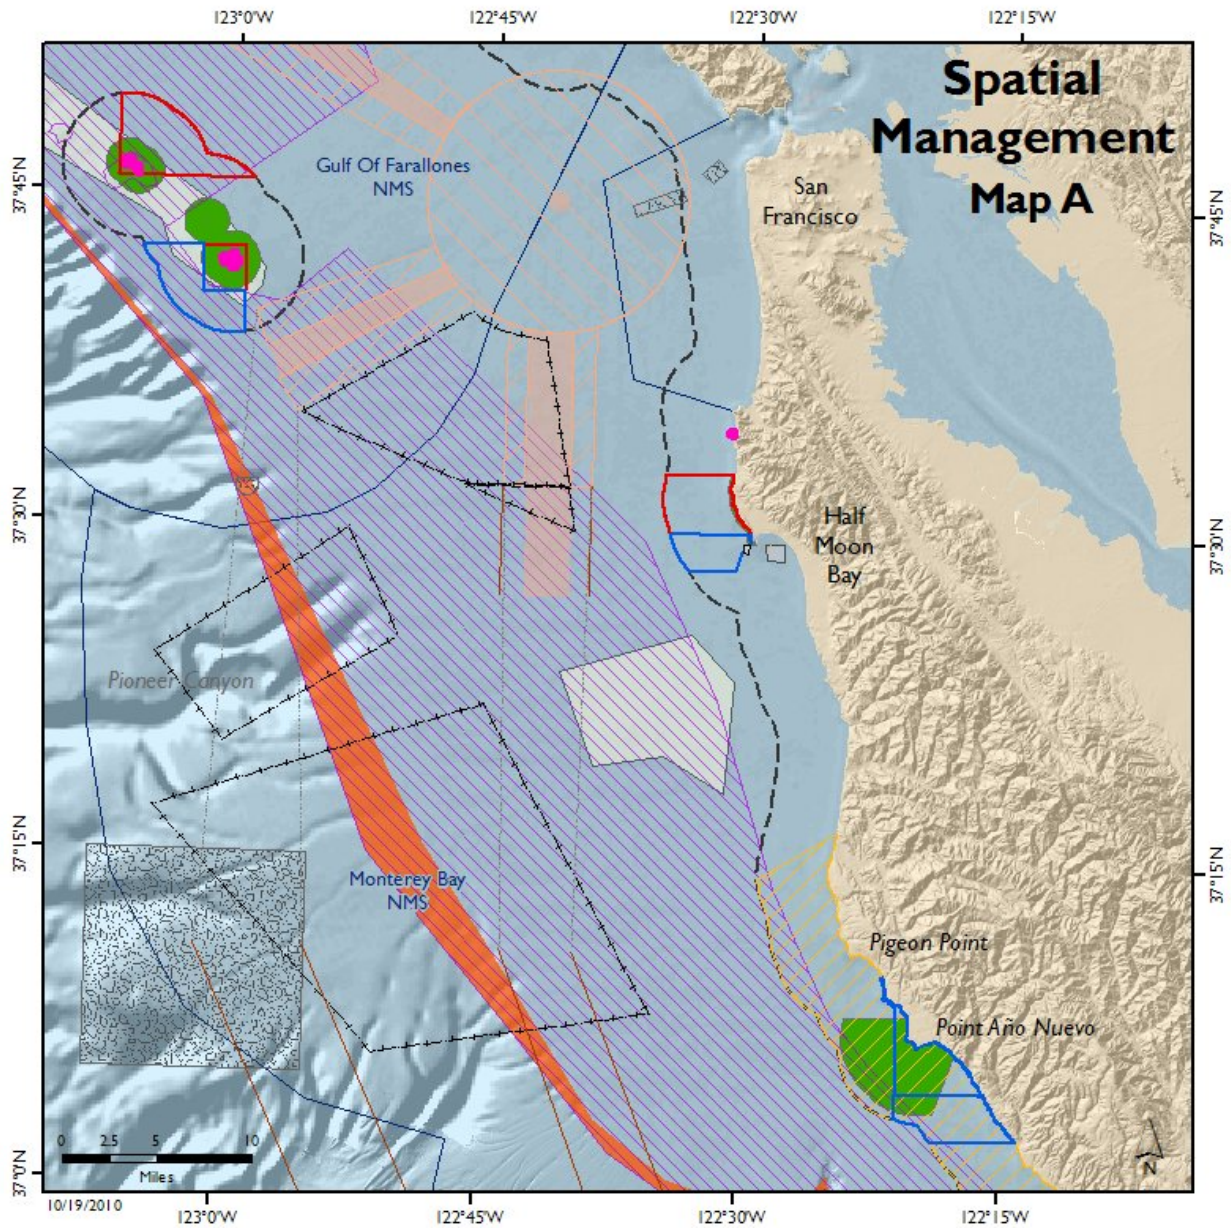 123°0'W
122°45'W
122°30'W
122°15'W
Spatial
Management
Map A
Gulf Of Farallones
NMS
San
Francisco
37°45'N
37°45'N
37°30'N
37°30'N
Half
Moon
Bay
Pioneer Canyon
37°15'N
37°15'N
Monterey Bay
NMS
Pigeon Point
Point Año Nuevo
0 2.5 5 10
Miles
N
37°0'N
37°0'N
10/19/2010
123°0'W
122°45'W
122°30'W
122°15'W